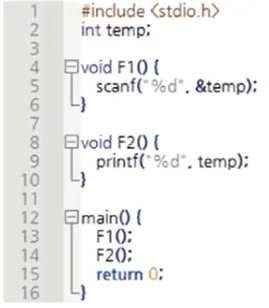 1 #include <stdio.h>
2 int temp;
3
4 void F1() {
5 scanf("%d", &temp);
6 }
7
8 void F2() {
9 printf("%d", temp);
10 }
11
12 main() {
13 F1();
14 F2();
15 return 0;
16 }